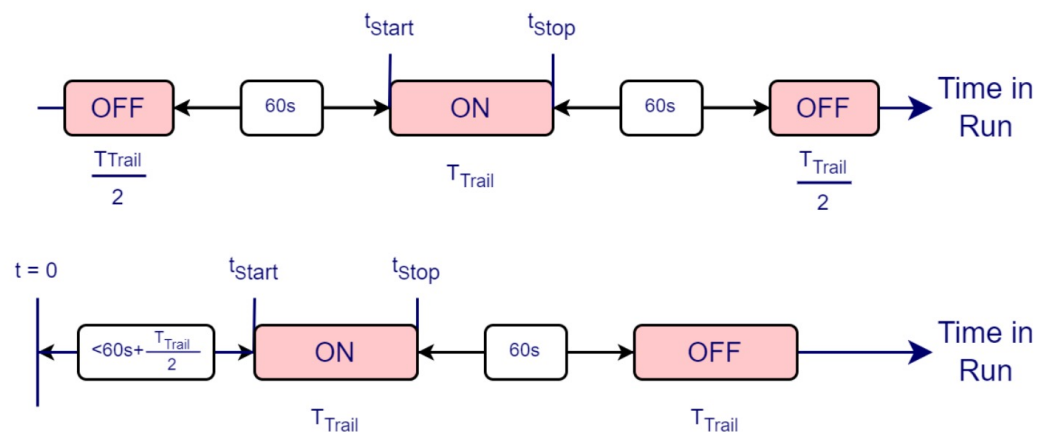 tStart
tStop
OFF
60s
ON
60s
OFF
Time in
Run
TTrail
2
TTrail
TTrail
2
t = 0
tStart
tStop
<60s+ TTrail
2
ON
60s
OFF
Time in
Run
TTrail
TTrail